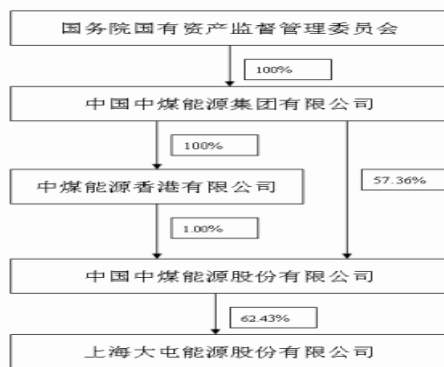 国务院国有资产监督管理委员会
100%
中国中煤能源集团有限公司
100%
57.36%
中煤能源香港有限公司
1.00%
中国中煤能源股份有限公司
62.43%
上海大屯能源股份有限公司